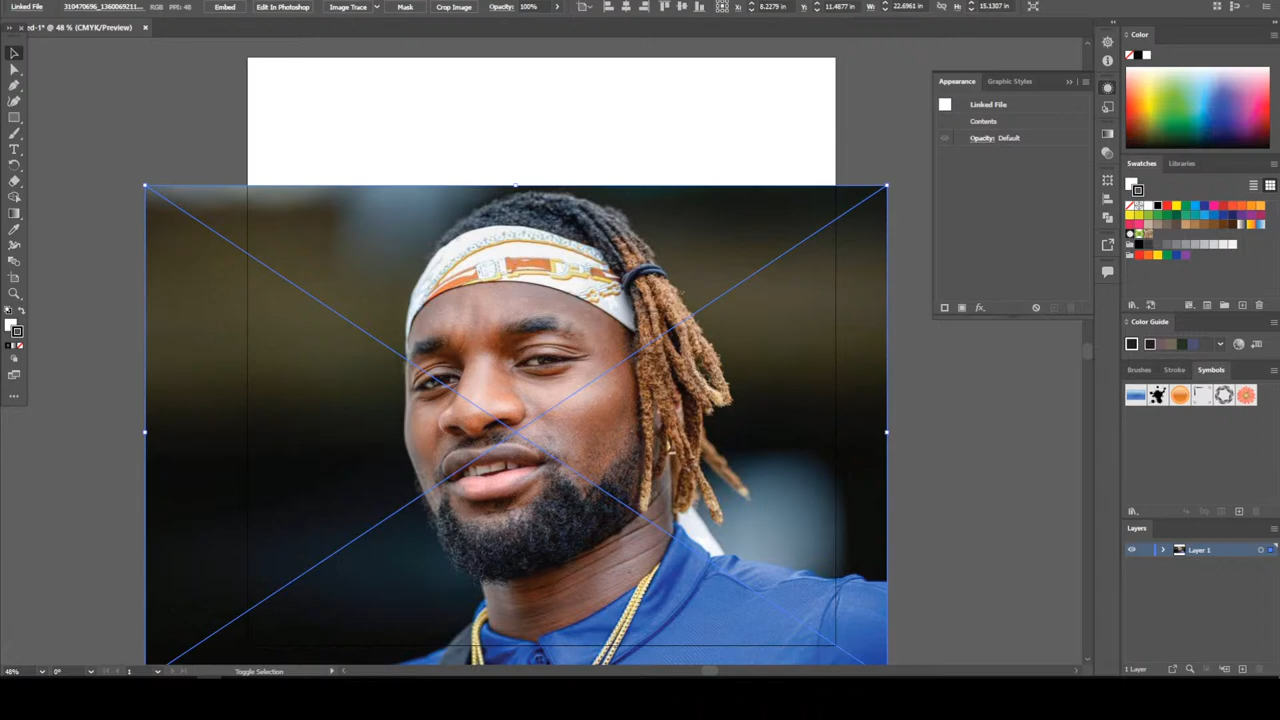 Linked File 310470696_1360069211... RGB PPI: 48 Embed Edit In Photoshop Image Trace Mask Crop Image Opacity: 100% X: 8.2279 in Y: 11.4877 in W: 22.6961 in H: 15.1307 in
ed-1* @ 48 % (CMYK/Preview)
Color
Appearance Graphic Styles
Linked File
Contents
Opacity: Default
Swatches Libraries
fx
Color Guide
Brushes Stroke Symbols
Layers
Layer 1
48% 0° 1 Toggle Selection
1 Layer